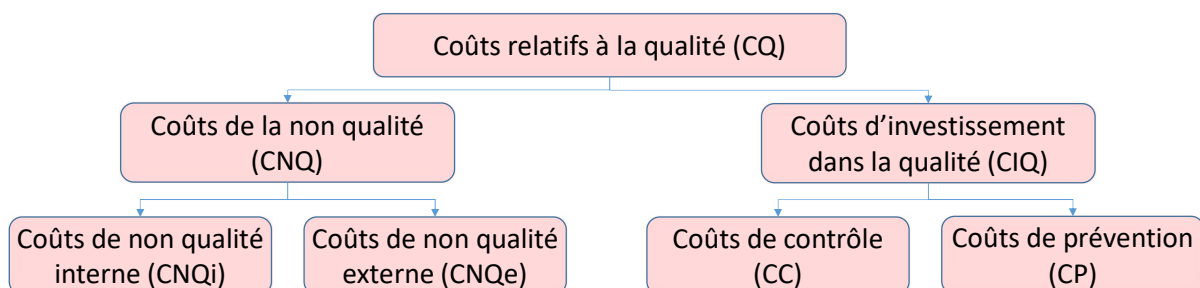 Coûts relatifs à la qualité (CQ)
Coûts de la non qualité
(CNQ)
Coûts d’investissement
dans la qualité (CIQ)
Coûts de non qualité
interne (CNQi)
Coûts de non qualité
externe (CNQe)
Coûts de contrôle
(CC)
Coûts de prévention
(CP)